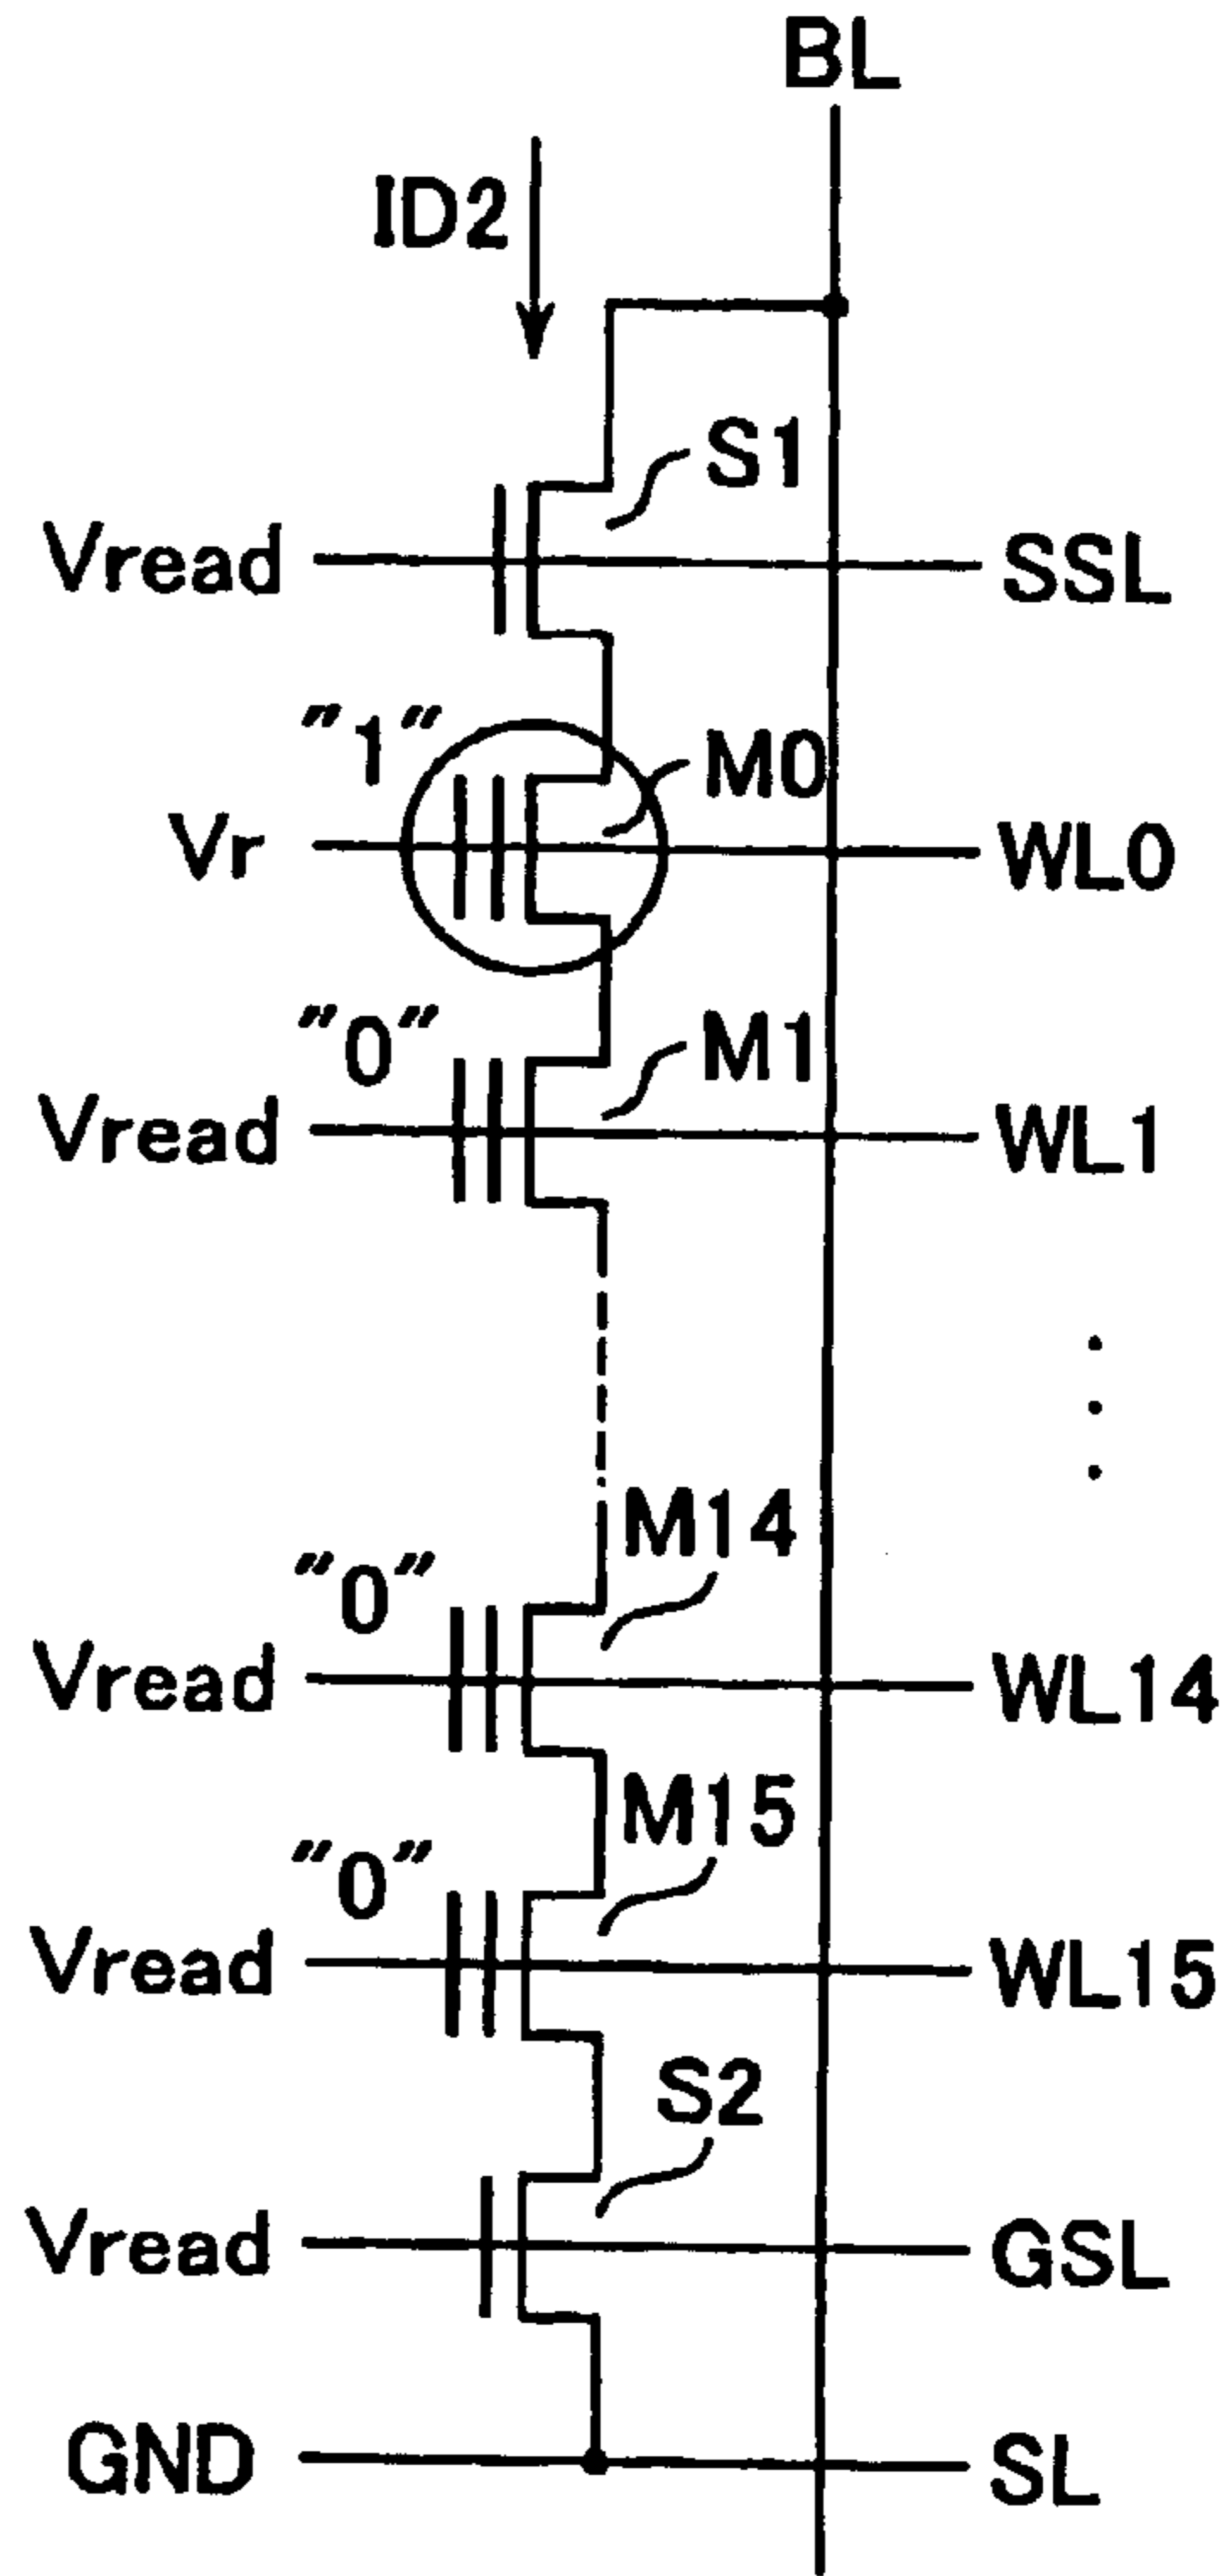 BL
ID2
S1
Vread SSL
"1" M0
Vr WL0
"0" M1
Vread WL1
M14
"0"
Vread WL14
M15
"0"
Vread WL15
S2
Vread GSL
GND SL